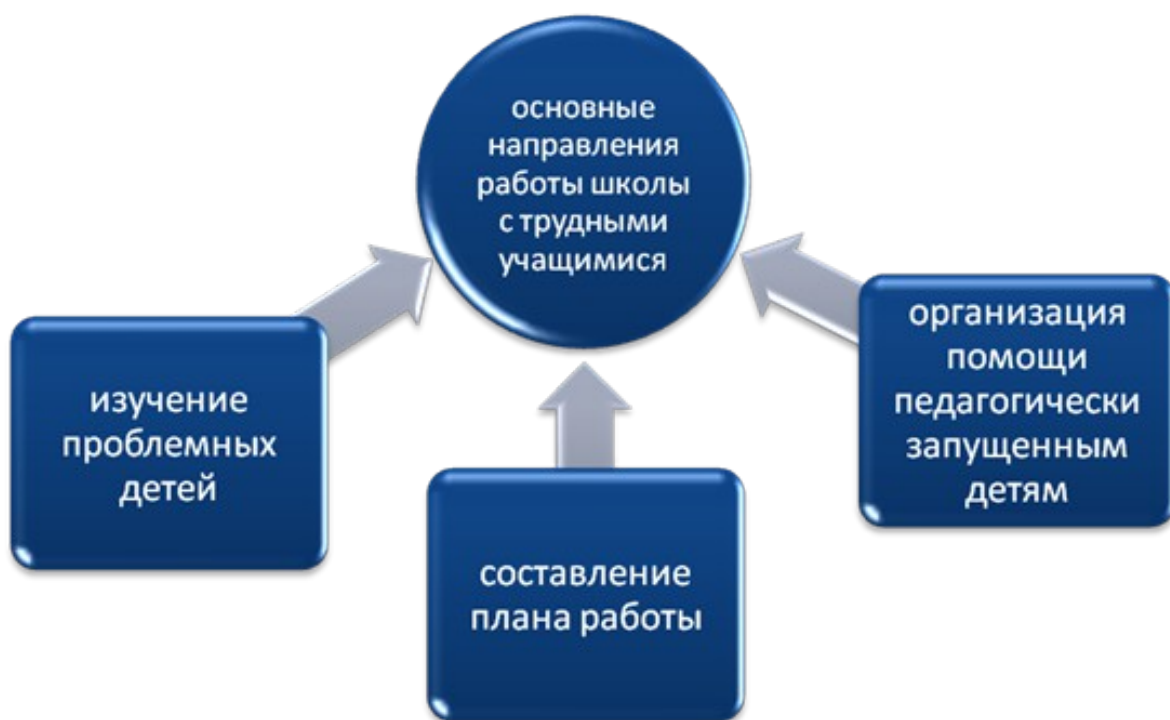 основные
направления
работы школы
с трудными
учащимися
изучение
проблемных
детей
составление
плана работы
организация
помощи
педагогически
запущенным
детям